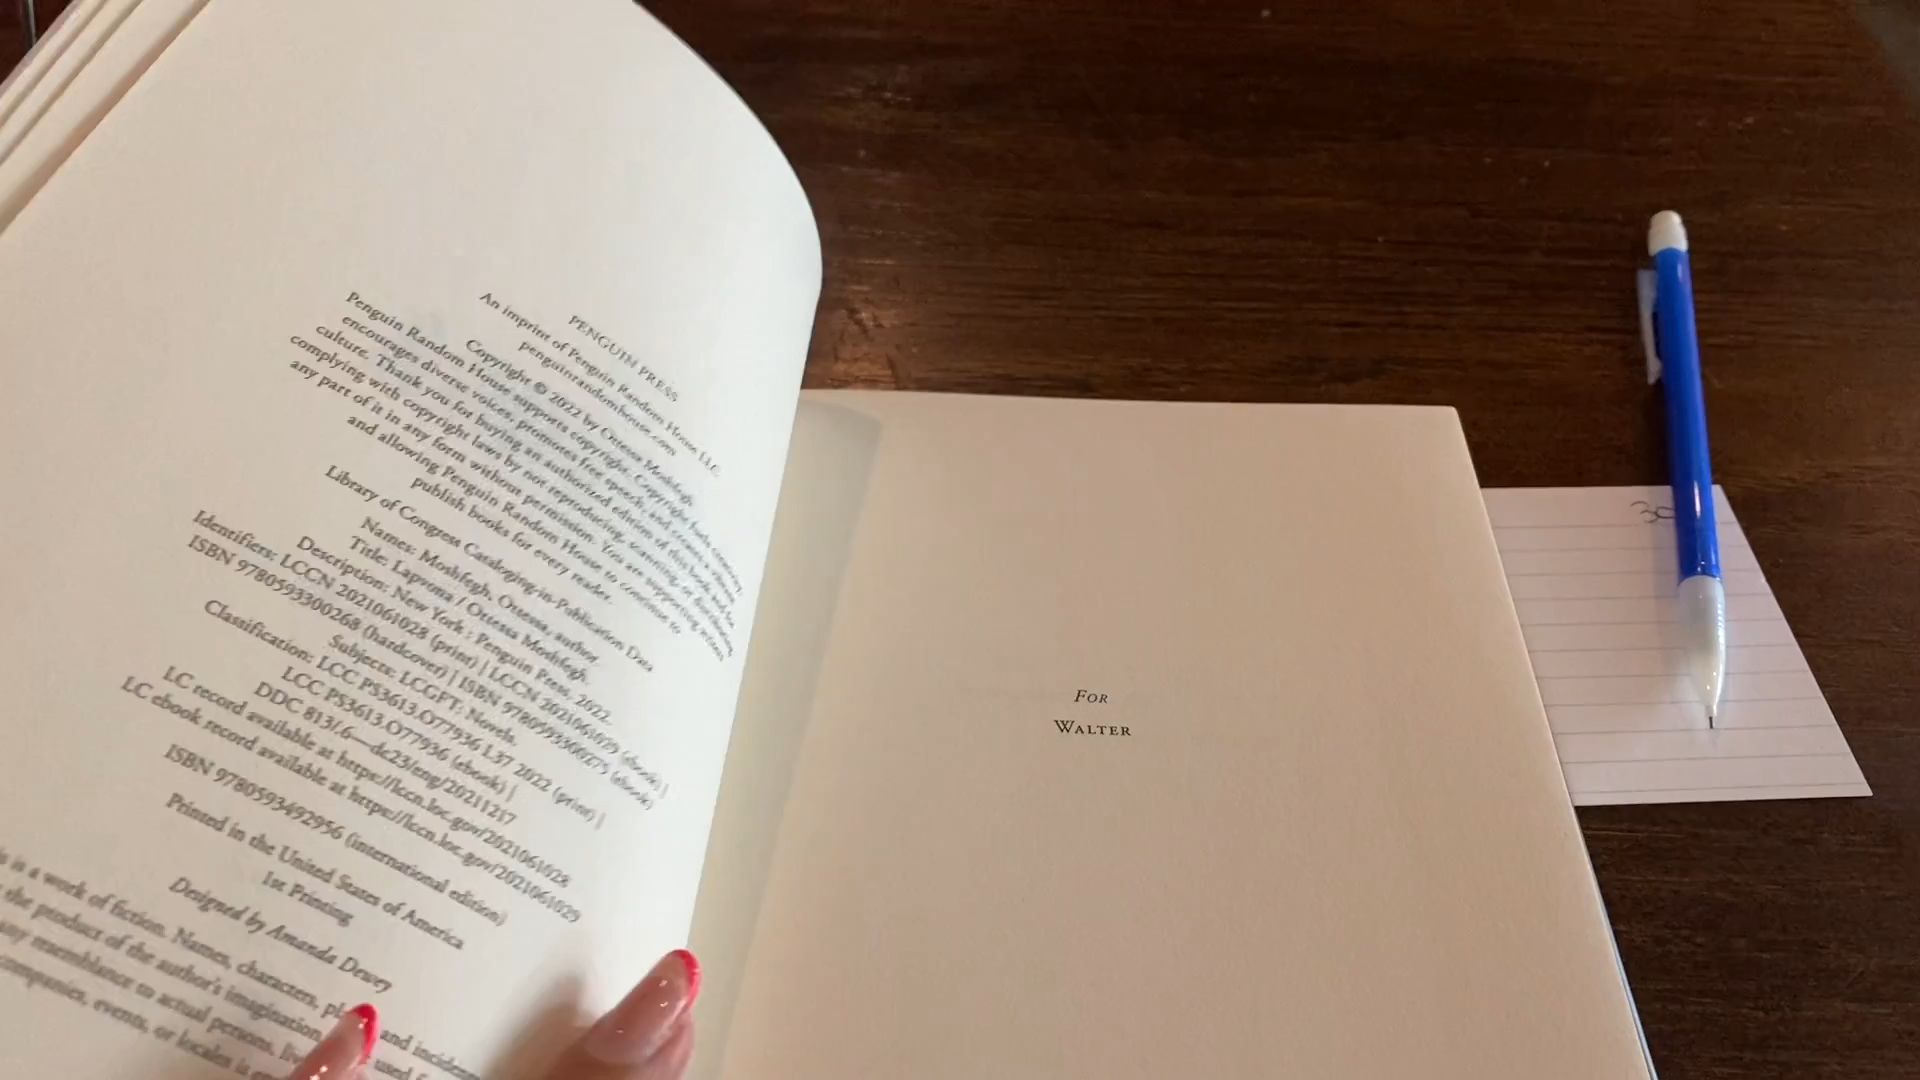 PENGUIN PRESS
An imprint of Penguin Random House LLC
penguinrandomhouse.com
Copyright © 2022 by Ottessa Moshfegh
Penguin Random House supports copyright. Copyright fuels creativity,
encourages diverse voices, promotes free speech, and creates a vibrant
culture. Thank you for buying an authorized edition of this book and for
complying with copyright laws by not reproducing, scanning, or distributing
any part of it in any form without permission. You are supporting writers
and allowing Penguin Random House to continue to
publish books for every reader.
Library of Congress Cataloging-in-Publication Data
Names: Moshfegh, Ottessa, author.
Title: Lapvona / Ottessa Moshfegh.
Description: New York : Penguin Press, 2022.
Identifiers: LCCN 2021061028 (print) | LCCN 2021061029 (ebook) |
ISBN 9780593300268 (hardcover) | ISBN 9780593300275 (ebook)
Subjects: LCGFT: Novels.
Classification: LCC PS3613.O77936 L37 2022 (print) |
LCC PS3613.O77936 (ebook) |
DDC 813/.6—dc23/eng/20211217
LC record available at https://lccn.loc.gov/2021061028
LC ebook record available at https://lccn.loc.gov/2021061029
ISBN 9780593492956 (international edition)
Printed in the United States of America
1st Printing
Designed by Amanda Dewey
is a work of fiction. Names, characters, and
the product of the author's imagination used
any resemblance to actual persons,
companies, events, or locales is
FOR
WALTER